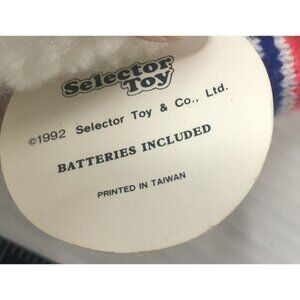 Selector
Toy
©1992 Selector Toy & Co., Ltd.
BATTERIES INCLUDED
PRINTED IN TAIWAN